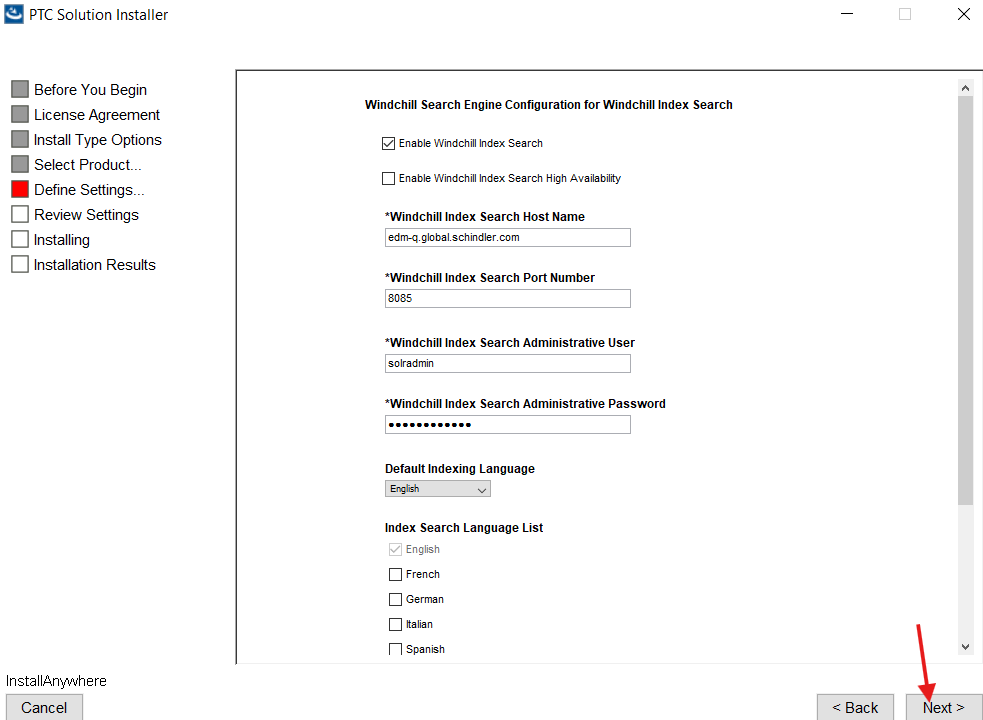 PTC Solution Installer
Before You Begin
License Agreement
Install Type Options
Select Product...
Define Settings...
Review Settings
Installing
Installation Results
Windchill Search Engine Configuration for Windchill Index Search
Enable Windchill Index Search
Enable Windchill Index Search High Availability
*Windchill Index Search Host Name
edm-q.global.schindler.com
*Windchill Index Search Port Number
8085
*Windchill Index Search Administrative User
solradmin
*Windchill Index Search Administrative Password
••••••••••••
Default Indexing Language
English
Index Search Language List
English
French
German
Italian
Spanish
InstallAnywhere
Cancel
< Back
Next >